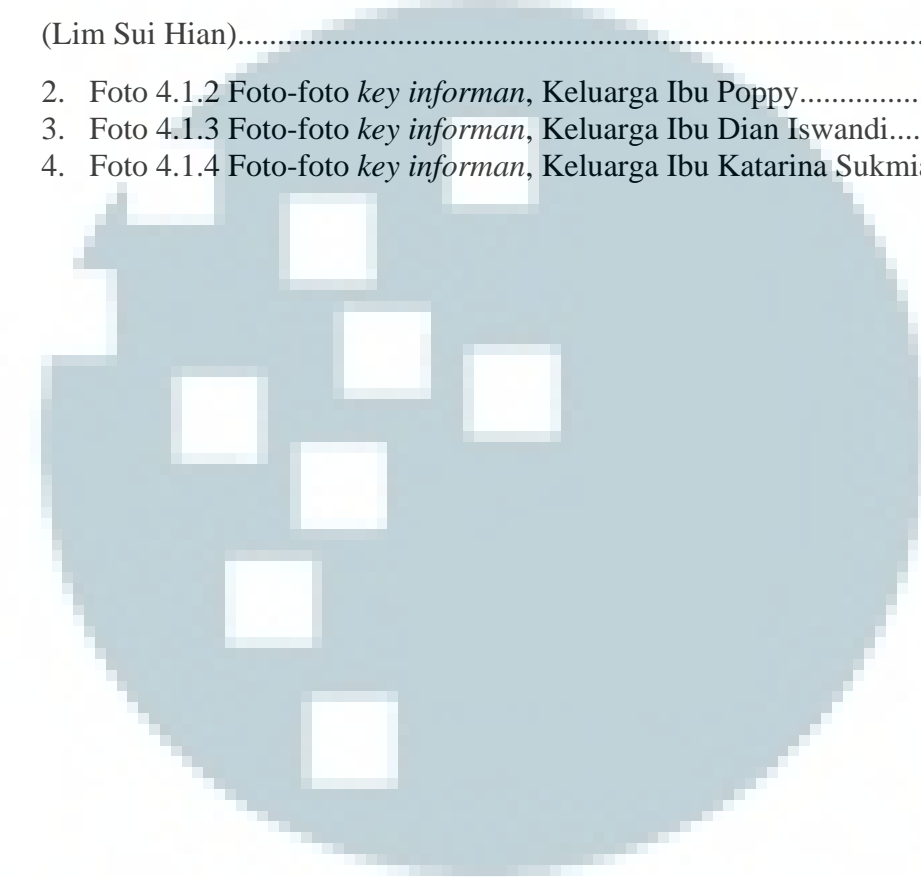 (Lim Sui Hian)................................................................................
2. Foto 4.1.2 Foto-foto key informan, Keluarga Ibu Poppy...............
3. Foto 4.1.3 Foto-foto key informan, Keluarga Ibu Dian Iswandi....
4. Foto 4.1.4 Foto-foto key informan, Keluarga Ibu Katarina